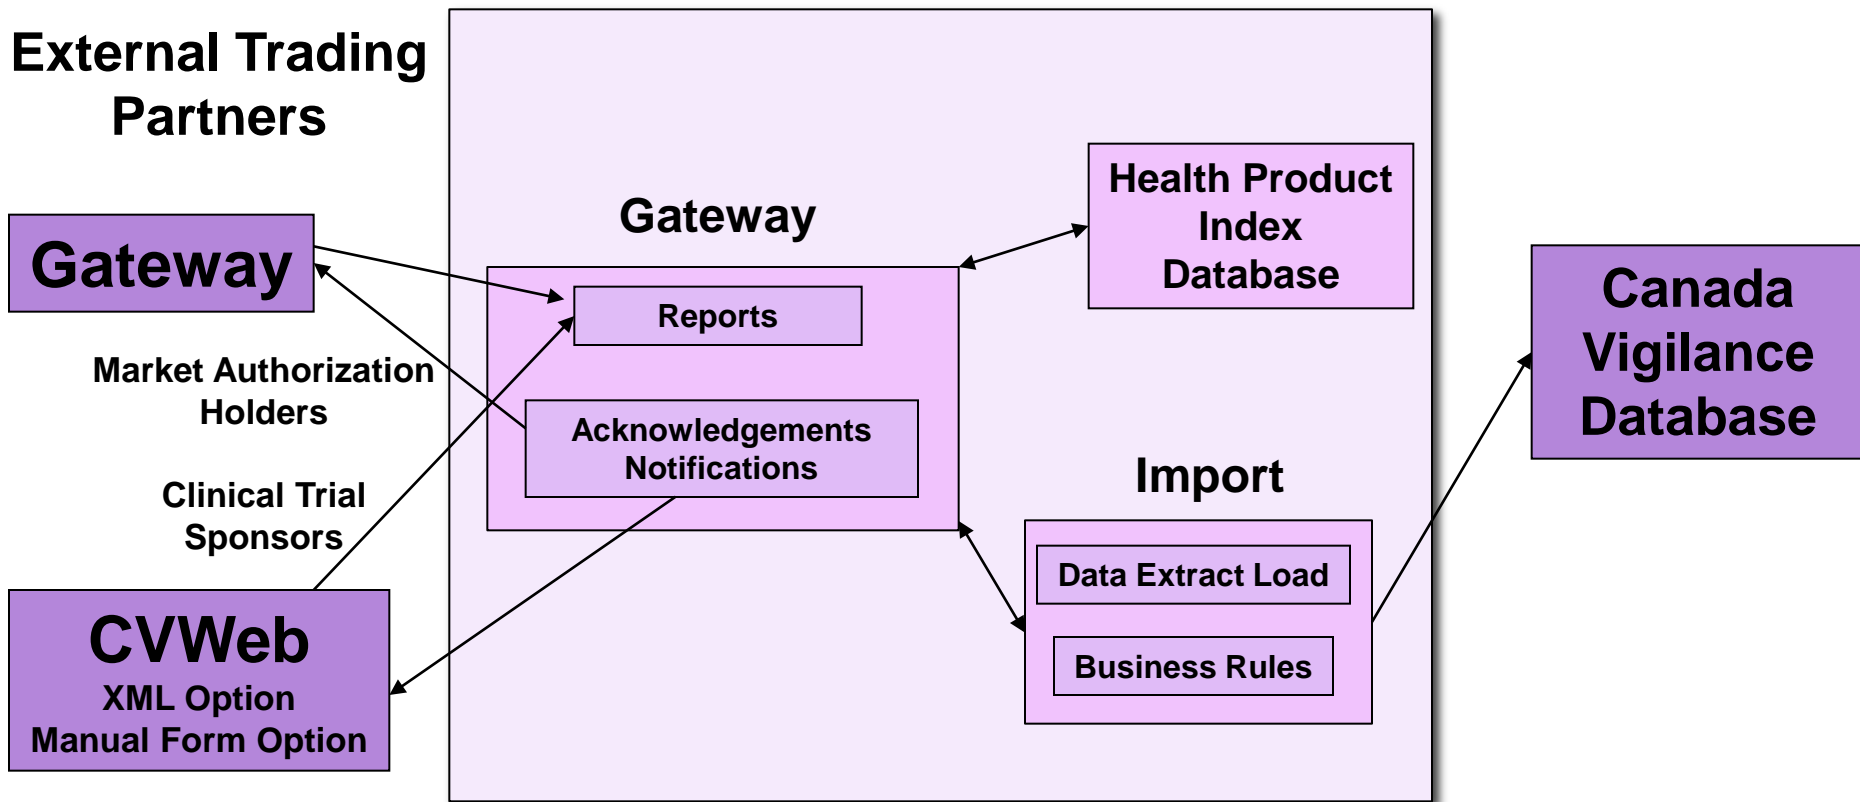 External Trading
Partners
Gateway
Market Authorization
Holders
Clinical Trial
Sponsors
CVWeb
XML Option
Manual Form Option
Gateway
Reports
Acknowledgements
Notifications
Health Product
Index
Database
Import
Data Extract Load
Business Rules
Canada
Vigilance
Database